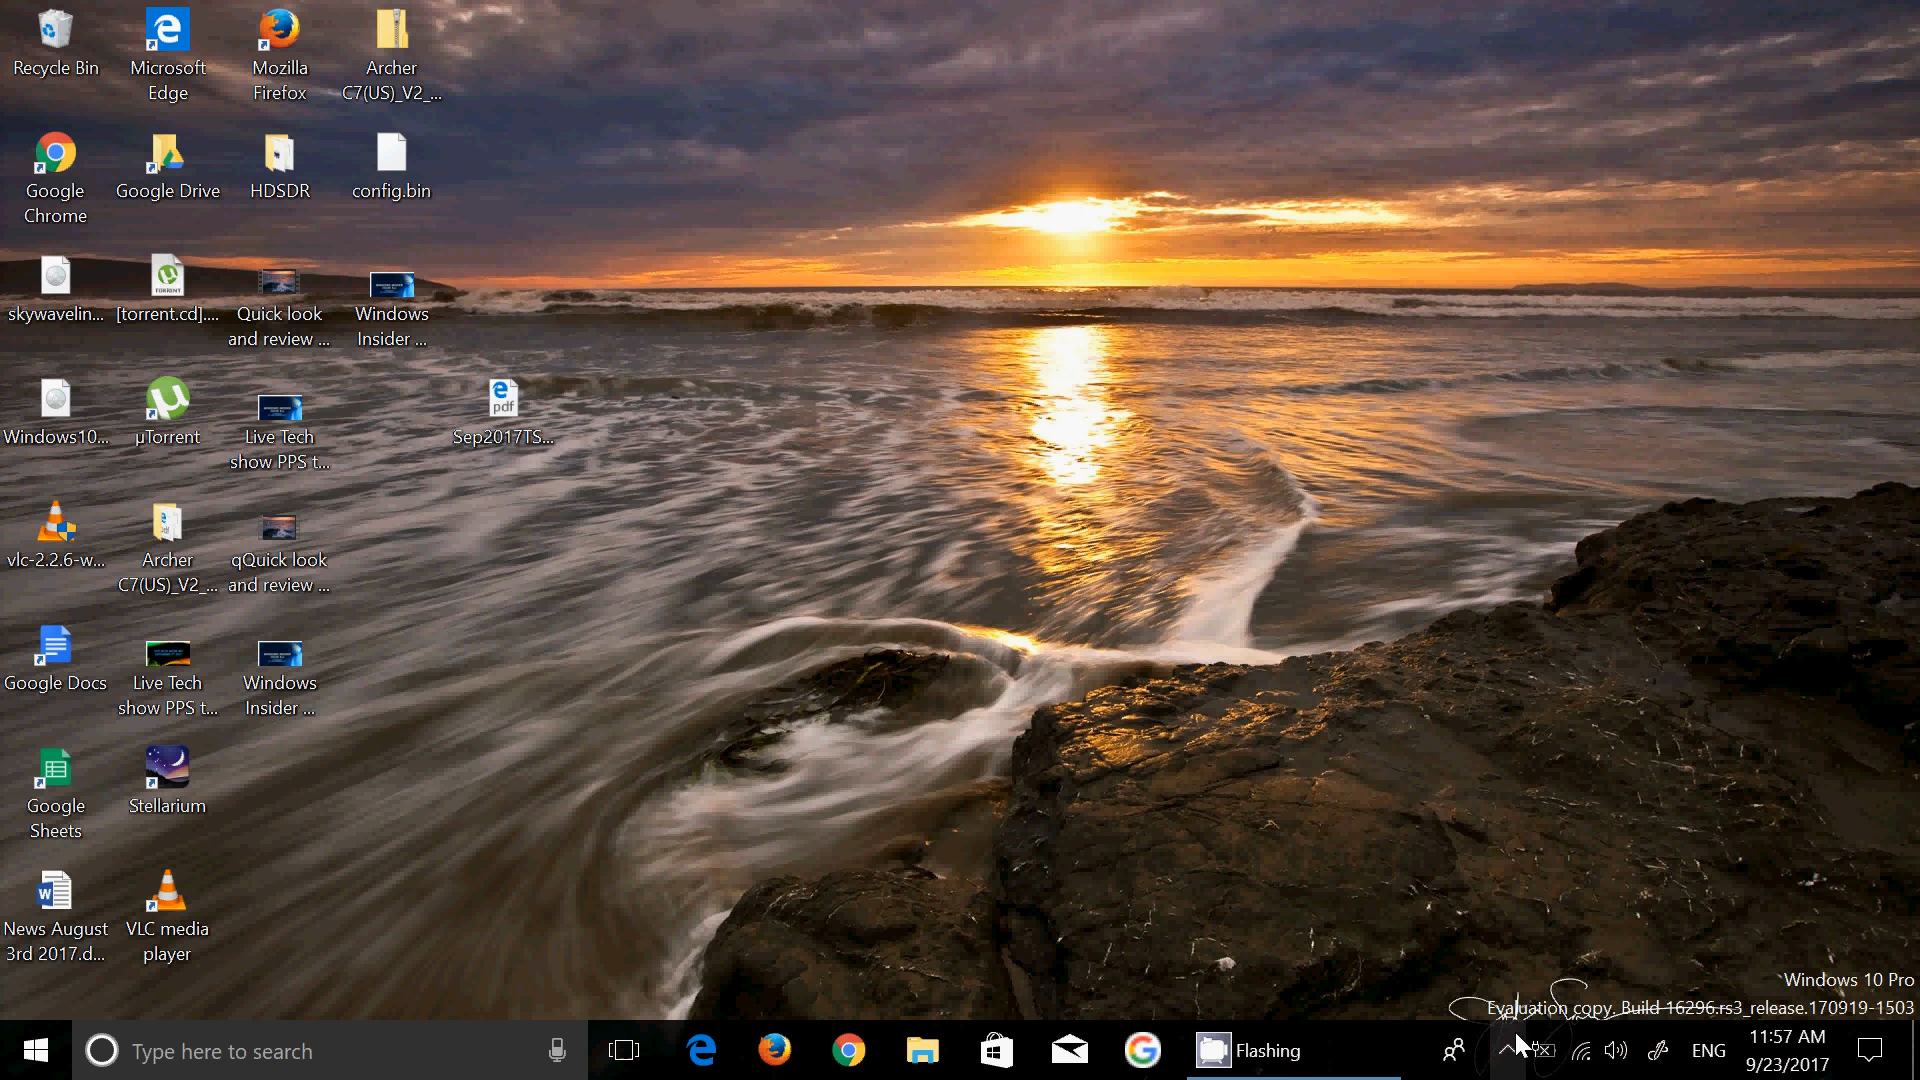 Recycle Bin
Microsoft
Edge
Mozilla
Firefox
Archer
C7(US)_V2_...
Google
Chrome
Google Drive
HDSDR
config.bin
skywavelin...
[torrent.cd]....
TORRENT
Quick look
and review ...
Windows
Insider ...
Windows10...
µTorrent
Live Tech
show PPS t...
pdf
Sep2017TS...
vlc-2.2.6-w...
Archer
C7(US)_V2_...
qQuick look
and review ...
Google Docs
Live Tech
show PPS t...
Windows
Insider ...
Google
Sheets
Stellarium
News August
3rd 2017.d...
VLC media
player
Windows 10 Pro
Evaluation copy. Build 16296.rs3_release.170919-1503
Type here to search
Flashing
ENG
11:57 AM
9/23/2017